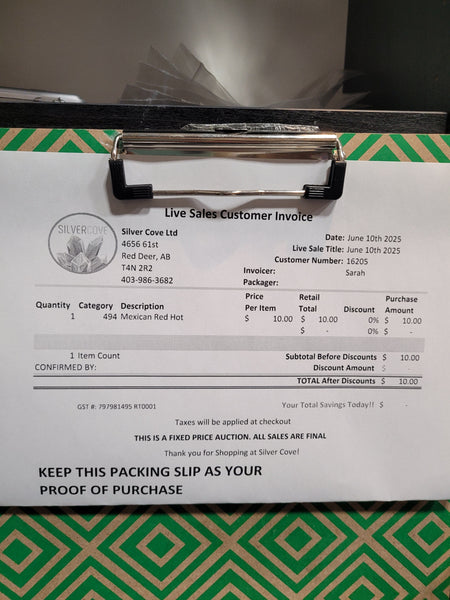 Live Sales Customer Invoice
SILVERCOVE
Silver Cove Ltd
4656 61st
Red Deer, AB
T4N 2R2
403-986-3682
Date: June 10th 2025
Live Sale Title: June 10th 2025
Customer Number: 16205
Invoicer: Sarah
Packager:
Quantity Category Description Price Per Item Retail Total Discount Purchase Amount
1 494 Mexican Red Hot $ 10.00 $ 10.00 0% $ 10.00
$ - 0% $ -
1 Item Count Subtotal Before Discounts $ 10.00
CONFIRMED BY: Discount Amount $ -
TOTAL After Discounts $ 10.00
GST #: 797981495 RT0001 Your Total Savings Today!! $ -
Taxes will be applied at checkout
THIS IS A FIXED PRICE AUCTION. ALL SALES ARE FINAL
Thank you for Shopping at Silver Cove!
KEEP THIS PACKING SLIP AS YOUR
PROOF OF PURCHASE